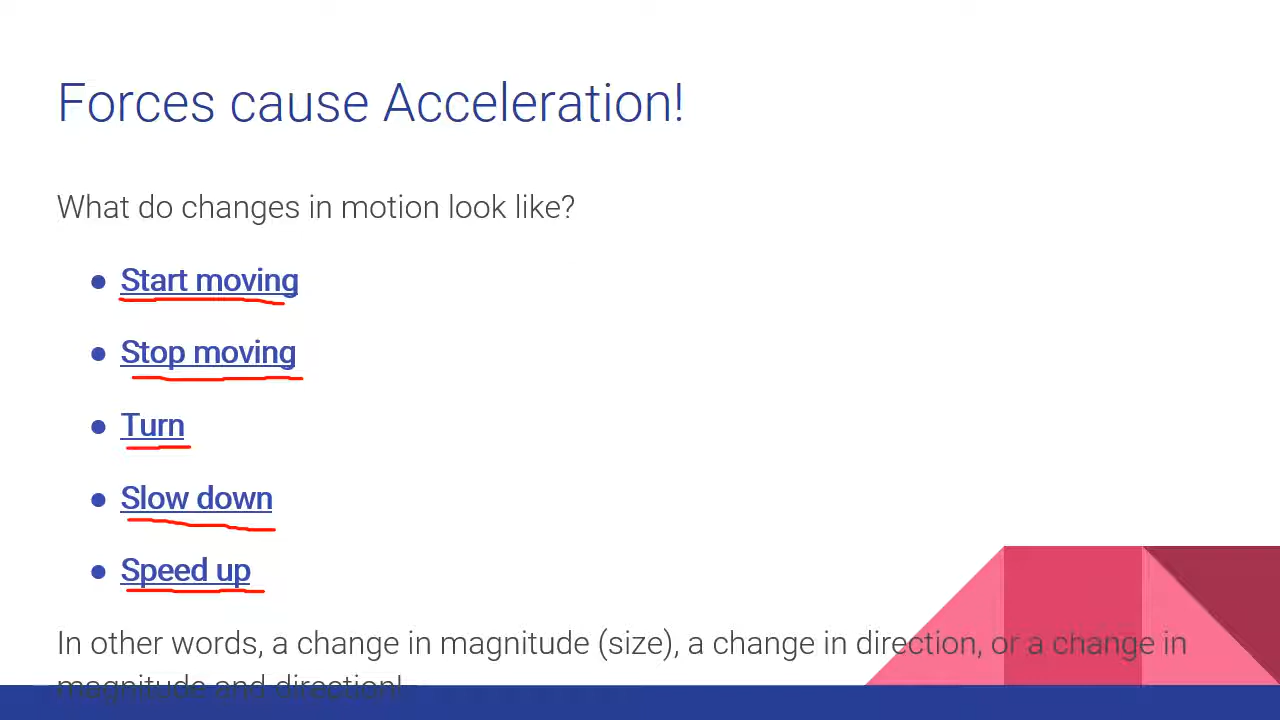 Forces cause Acceleration!
What do changes in motion look like?
● Start moving
● Stop moving
● Turn
● Slow down
● Speed up
In other words, a change in magnitude (size), a change in direction, or a change in
magnitude and direction!